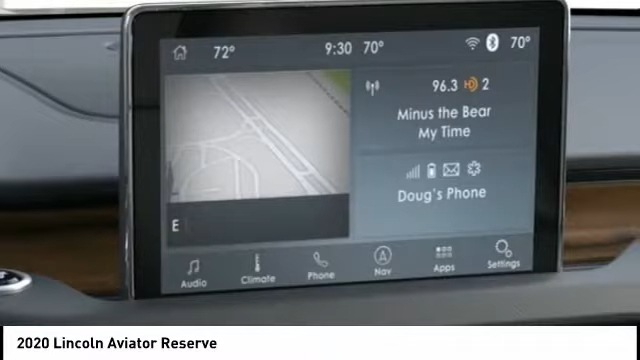 72° 9:30 70° 70°
96.3 2
Minus the Bear
My Time
Doug's Phone
E
Audio Climate Phone Nav Apps Settings
2020 Lincoln Aviator Reserve